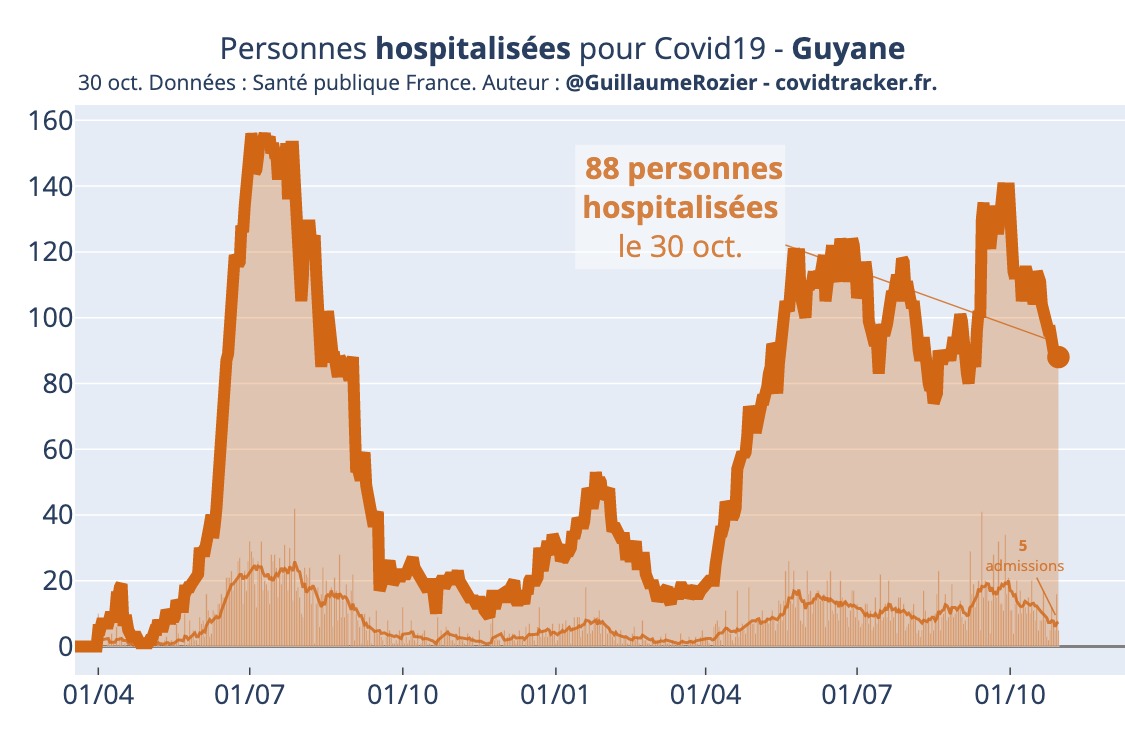 Personnes hospitalisées pour Covid19 - Guyane
30 oct. Données : Santé publique France. Auteur : @GuillaumeRozier - covidtracker.fr.
160
140
120
100
80
60
40
20
0
88 personnes
hospitalisées
le 30 oct.
5
admissions
01/04 01/07 01/10 01/01 01/04 01/07 01/10